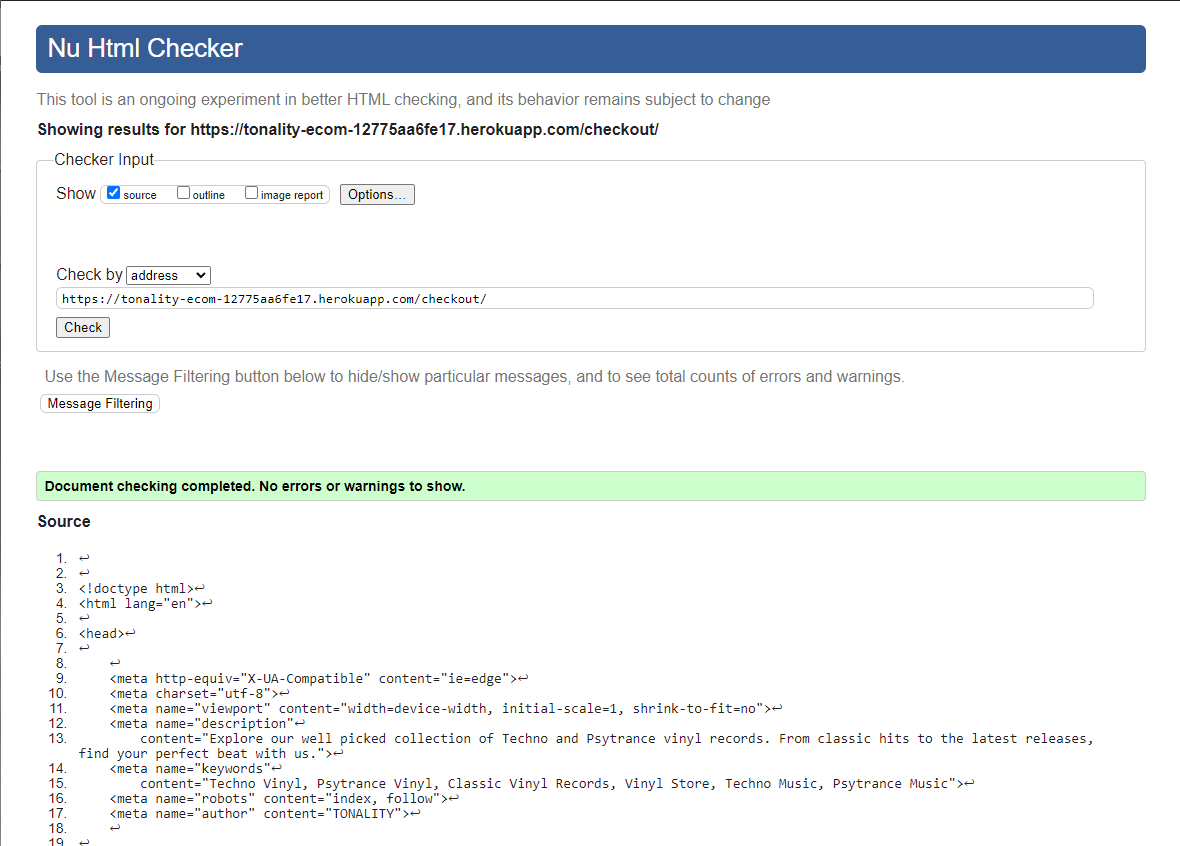 Nu Html Checker
This tool is an ongoing experiment in better HTML checking, and its behavior remains subject to change
Showing results for https://tonality-ecom-12775aa6fe17.herokuapp.com/checkout/
Checker Input
Show source outline image report Options...
Check by address
https://tonality-ecom-12775aa6fe17.herokuapp.com/checkout/
Check
Use the Message Filtering button below to hide/show particular messages, and to see total counts of errors and warnings.
Message Filtering
Document checking completed. No errors or warnings to show.
Source
1. ↩
2. ↩
3. <!doctype html>↩
4. <html lang="en">↩
5. ↩
6. <head>↩
7. ↩
8. ↩
9. <meta http-equiv="X-UA-Compatible" content="ie=edge">↩
10. <meta charset="utf-8">↩
11. <meta name="viewport" content="width=device-width, initial-scale=1, shrink-to-fit=no">↩
12. <meta name="description"↩
13. content="Explore our well picked collection of Techno and Psytrance vinyl records. From classic hits to the latest releases,
find your perfect beat with us.">↩
14. <meta name="keywords"↩
15. content="Techno Vinyl, Psytrance Vinyl, Classic Vinyl Records, Vinyl Store, Techno Music, Psytrance Music">↩
16. <meta name="robots" content="index, follow">↩
17. <meta name="author" content="TONALITY">↩
18. ↩
19. ↩